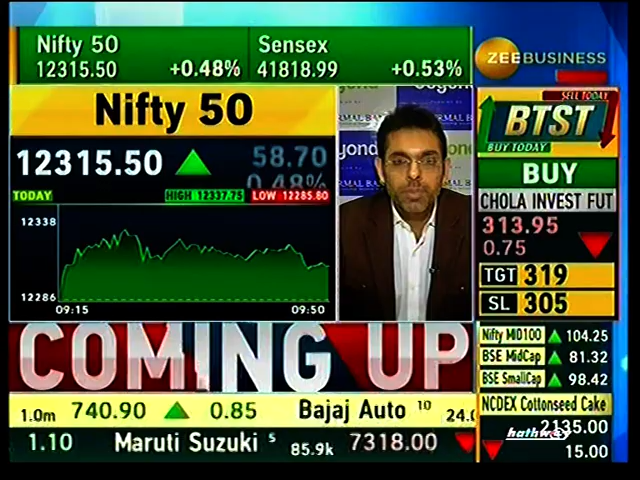 Nifty 50
12315.50 +0.48%
Sensex
41818.99 +0.53%
ZEEBUSINESS
Nifty 50
12315.50 58.70
0.48%
TODAY HIGH 12337.75 LOW 12285.80
12338
12286
09:15 09:50
SELL TODAY
BTST
BUY TODAY
BUY
CHOLA INVEST FUT
313.95
0.75
TGT 319
SL 305
COMING UP
Nifty MID100 104.25
BSE MidCap 81.32
BSE SmallCap 98.42
NCDEX Cottonseed Cake
2135.00
hathway
15.00
1.0m 740.90 0.85 Bajaj Auto 10 24.0
1.10 Maruti Suzuki 5 85.9k 7318.00